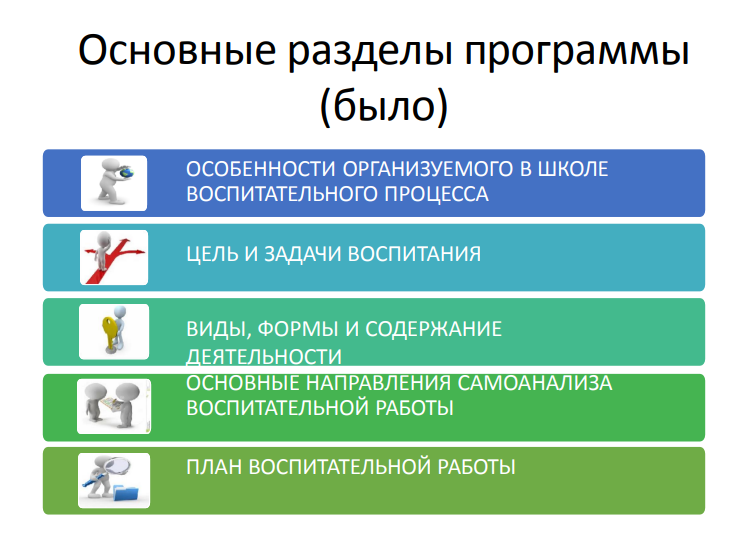 Основные разделы программы
(было)
ОСОБЕННОСТИ ОРГАНИЗУЕМОГО В ШКОЛЕ
ВОСПИТАТЕЛЬНОГО ПРОЦЕССА
ЦЕЛЬ И ЗАДАЧИ ВОСПИТАНИЯ
ВИДЫ, ФОРМЫ И СОДЕРЖАНИЕ
ДЕЯТЕЛЬНОСТИ
ОСНОВНЫЕ НАПРАВЛЕНИЯ САМОАНАЛИЗА
ВОСПИТАТЕЛЬНОЙ РАБОТЫ
ПЛАН ВОСПИТАТЕЛЬНОЙ РАБОТЫ